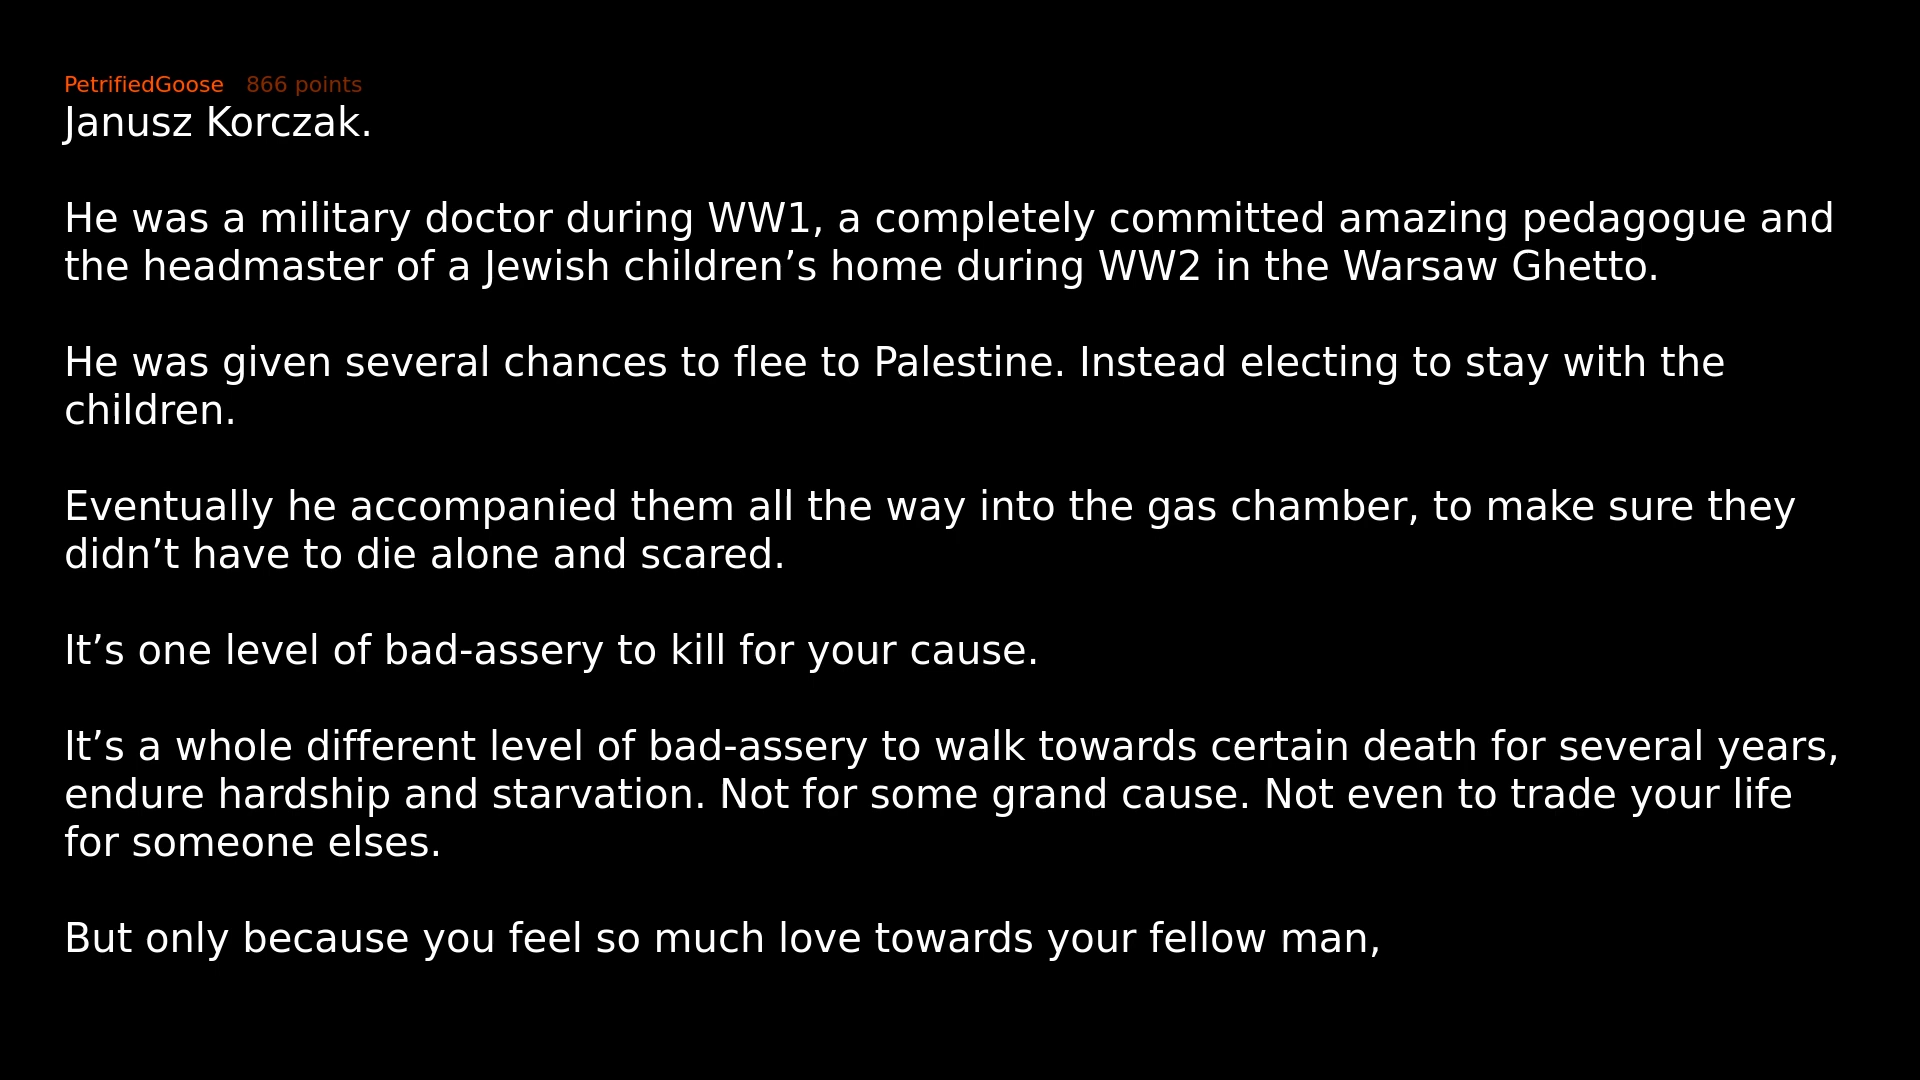 PetrifiedGoose 866 points
Janusz Korczak.
He was a military doctor during WW1, a completely committed amazing pedagogue and
the headmaster of a Jewish children’s home during WW2 in the Warsaw Ghetto.
He was given several chances to flee to Palestine. Instead electing to stay with the
children.
Eventually he accompanied them all the way into the gas chamber, to make sure they
didn’t have to die alone and scared.
It’s one level of bad-assery to kill for your cause.
It’s a whole different level of bad-assery to walk towards certain death for several years,
endure hardship and starvation. Not for some grand cause. Not even to trade your life
for someone elses.
But only because you feel so much love towards your fellow man,